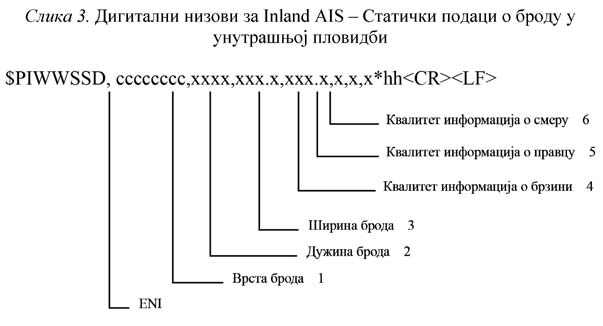 Слика 3. Дигитални низови за Inland AIS – Статички подаци о броду у
унутрашњој пловидби
$PIWWSSD, cccccccc,xxxx,xxx.x,xxx.x,x,x,x*hh<CR><LF>
Квалитет информација о смеру 6
Квалитет информација о правцу 5
Квалитет информација о брзини 4
Ширина брода 3
Дужина брода 2
Врста брода 1
ENI